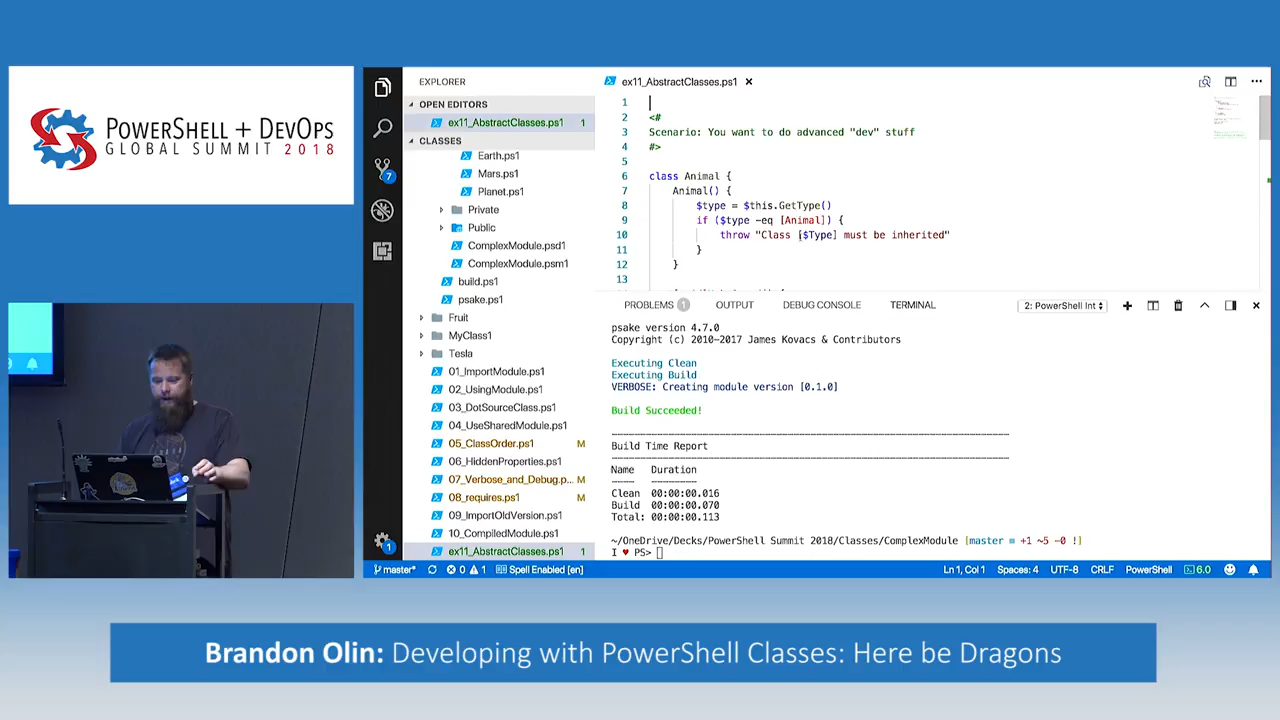 POWERSHELL + DEVOPS
GLOBAL SUMMIT 2018
EXPLORER
OPEN EDITORS
ex11_AbstractClasses.ps1 1
CLASSES
Earth.ps1
Mars.ps1
Planet.ps1
Private
Public
ComplexModule.psd1
ComplexModule.psm1
build.ps1
psake.ps1
Fruit
MyClass1
Tesla
01_ImportModule.ps1
02_UsingModule.ps1
03_DotSourceClass.ps1
04_UseSharedModule.ps1
05_ClassOrder.ps1 M
06_HiddenProperties.ps1
07_Verbose_and_Debug.p... M
08_requires.ps1 M
09_ImportOldVersion.ps1
10_CompiledModule.ps1
ex11_AbstractClasses.ps1 1
7
1
ex11_AbstractClasses.ps1
1
2 <#
3 Scenario: You want to do advanced "dev" stuff
4 #>
5
6 class Animal {
7 Animal() {
8 $type = $this.GetType()
9 if ($type -eq [Animal]) {
10 throw "Class [$Type] must be inherited"
11 }
12 }
13
PROBLEMS 1 OUTPUT DEBUG CONSOLE TERMINAL 2: PowerShell Int
psake version 4.7.0
Copyright (c) 2010-2017 James Kovacs & Contributors
Executing Clean
Executing Build
VERBOSE: Creating module version [0.1.0]
Build Succeeded!
Build Time Report
Name Duration
Clean 00:00:00.016
Build 00:00:00.070
Total: 00:00:00.113
~/OneDrive/Decks/PowerShell Summit 2018/Classes/ComplexModule [master ≡ +1 ~5 -0 !]
I ♥ PS>
master* 0 1 Spell Enabled [en] Ln 1, Col 1 Spaces: 4 UTF-8 CRLF PowerShell 6.0
Brandon Olin: Developing with PowerShell Classes: Here be Dragons